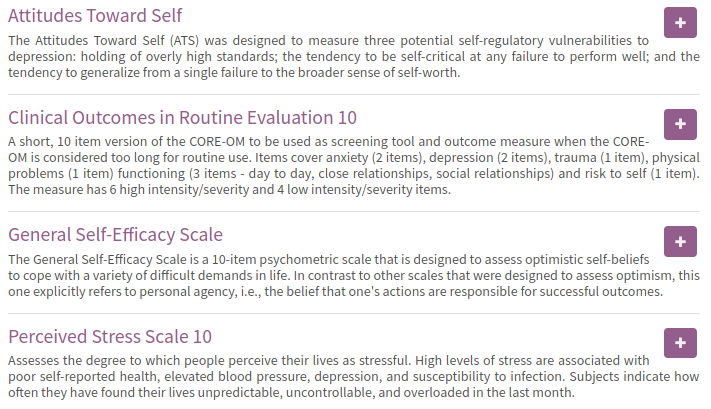 Attitudes Toward Self
The Attitudes Toward Self (ATS) was designed to measure three potential self-regulatory vulnerabilities to
depression: holding of overly high standards; the tendency to be self-critical at any failure to perform well; and the
tendency to generalize from a single failure to the broader sense of self-worth.
Clinical Outcomes in Routine Evaluation 10
A short, 10 item version of the CORE-OM to be used as screening tool and outcome measure when the CORE-
OM is considered too long for routine use. Items cover anxiety (2 items), depression (2 items), trauma (1 item), physical
problems (1 item) functioning (3 items - day to day, close relationships, social relationships) and risk to self (1 item).
The measure has 6 high intensity/severity and 4 low intensity/severity items.
General Self-Efficacy Scale
The General Self-Efficacy Scale is a 10-item psychometric scale that is designed to assess optimistic self-beliefs
to cope with a variety of difficult demands in life. In contrast to other scales that were designed to assess optimism, this
one explicitly refers to personal agency, i.e., the belief that one's actions are responsible for successful outcomes.
Perceived Stress Scale 10
Assesses the degree to which people perceive their lives as stressful. High levels of stress are associated with
poor self-reported health, elevated blood pressure, depression, and susceptibility to infection. Subjects indicate how
often they have found their lives unpredictable, uncontrollable, and overloaded in the last month.